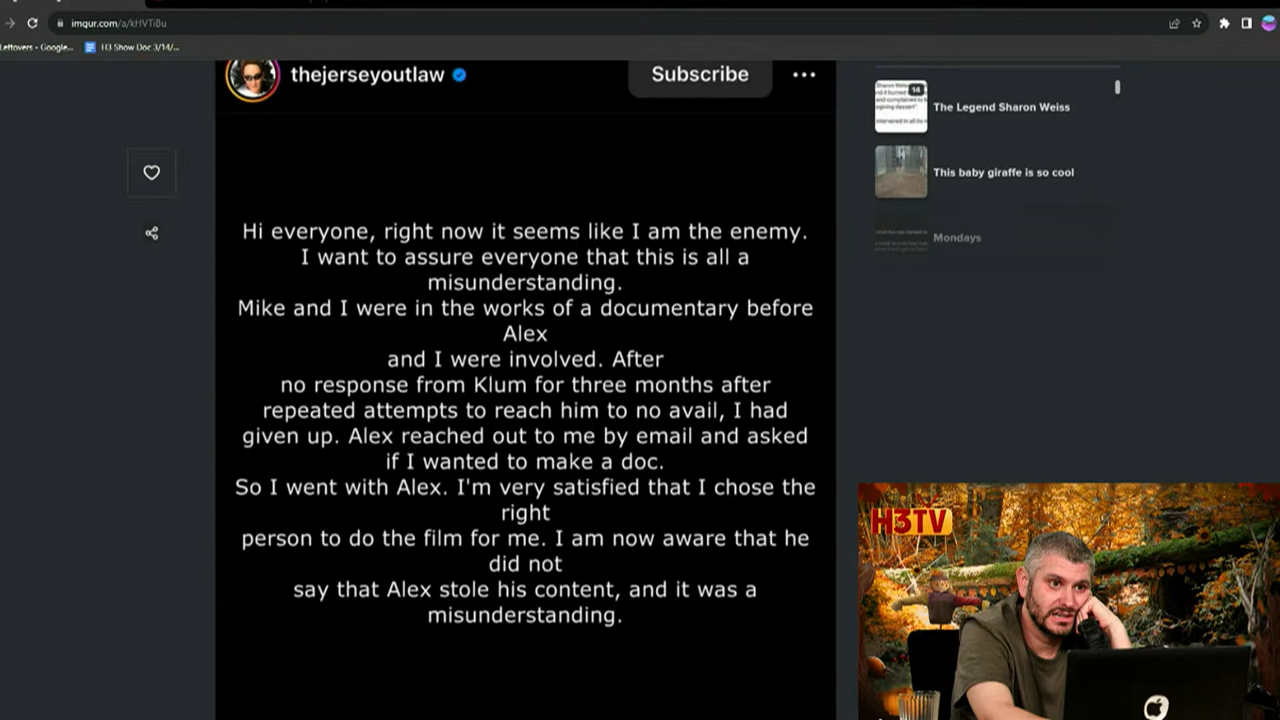 imgur.com/a/kHVTiBu
Leftovers - Google...
H3 Show Doc 3/14/...
thejerseyoutlaw
Subscribe
Hi everyone, right now it seems like I am the enemy.
I want to assure everyone that this is all a
misunderstanding.
Mike and I were in the works of a documentary before
Alex
and I were involved. After
no response from Klum for three months after
repeated attempts to reach him to no avail, I had
given up. Alex reached out to me by email and asked
if I wanted to make a doc.
So I went with Alex. I'm very satisfied that I chose the
right
person to do the film for me. I am now aware that he
did not
say that Alex stole his content, and it was a
misunderstanding.
14
The Legend Sharon Weiss
This baby giraffe is so cool
Mondays
H3TV